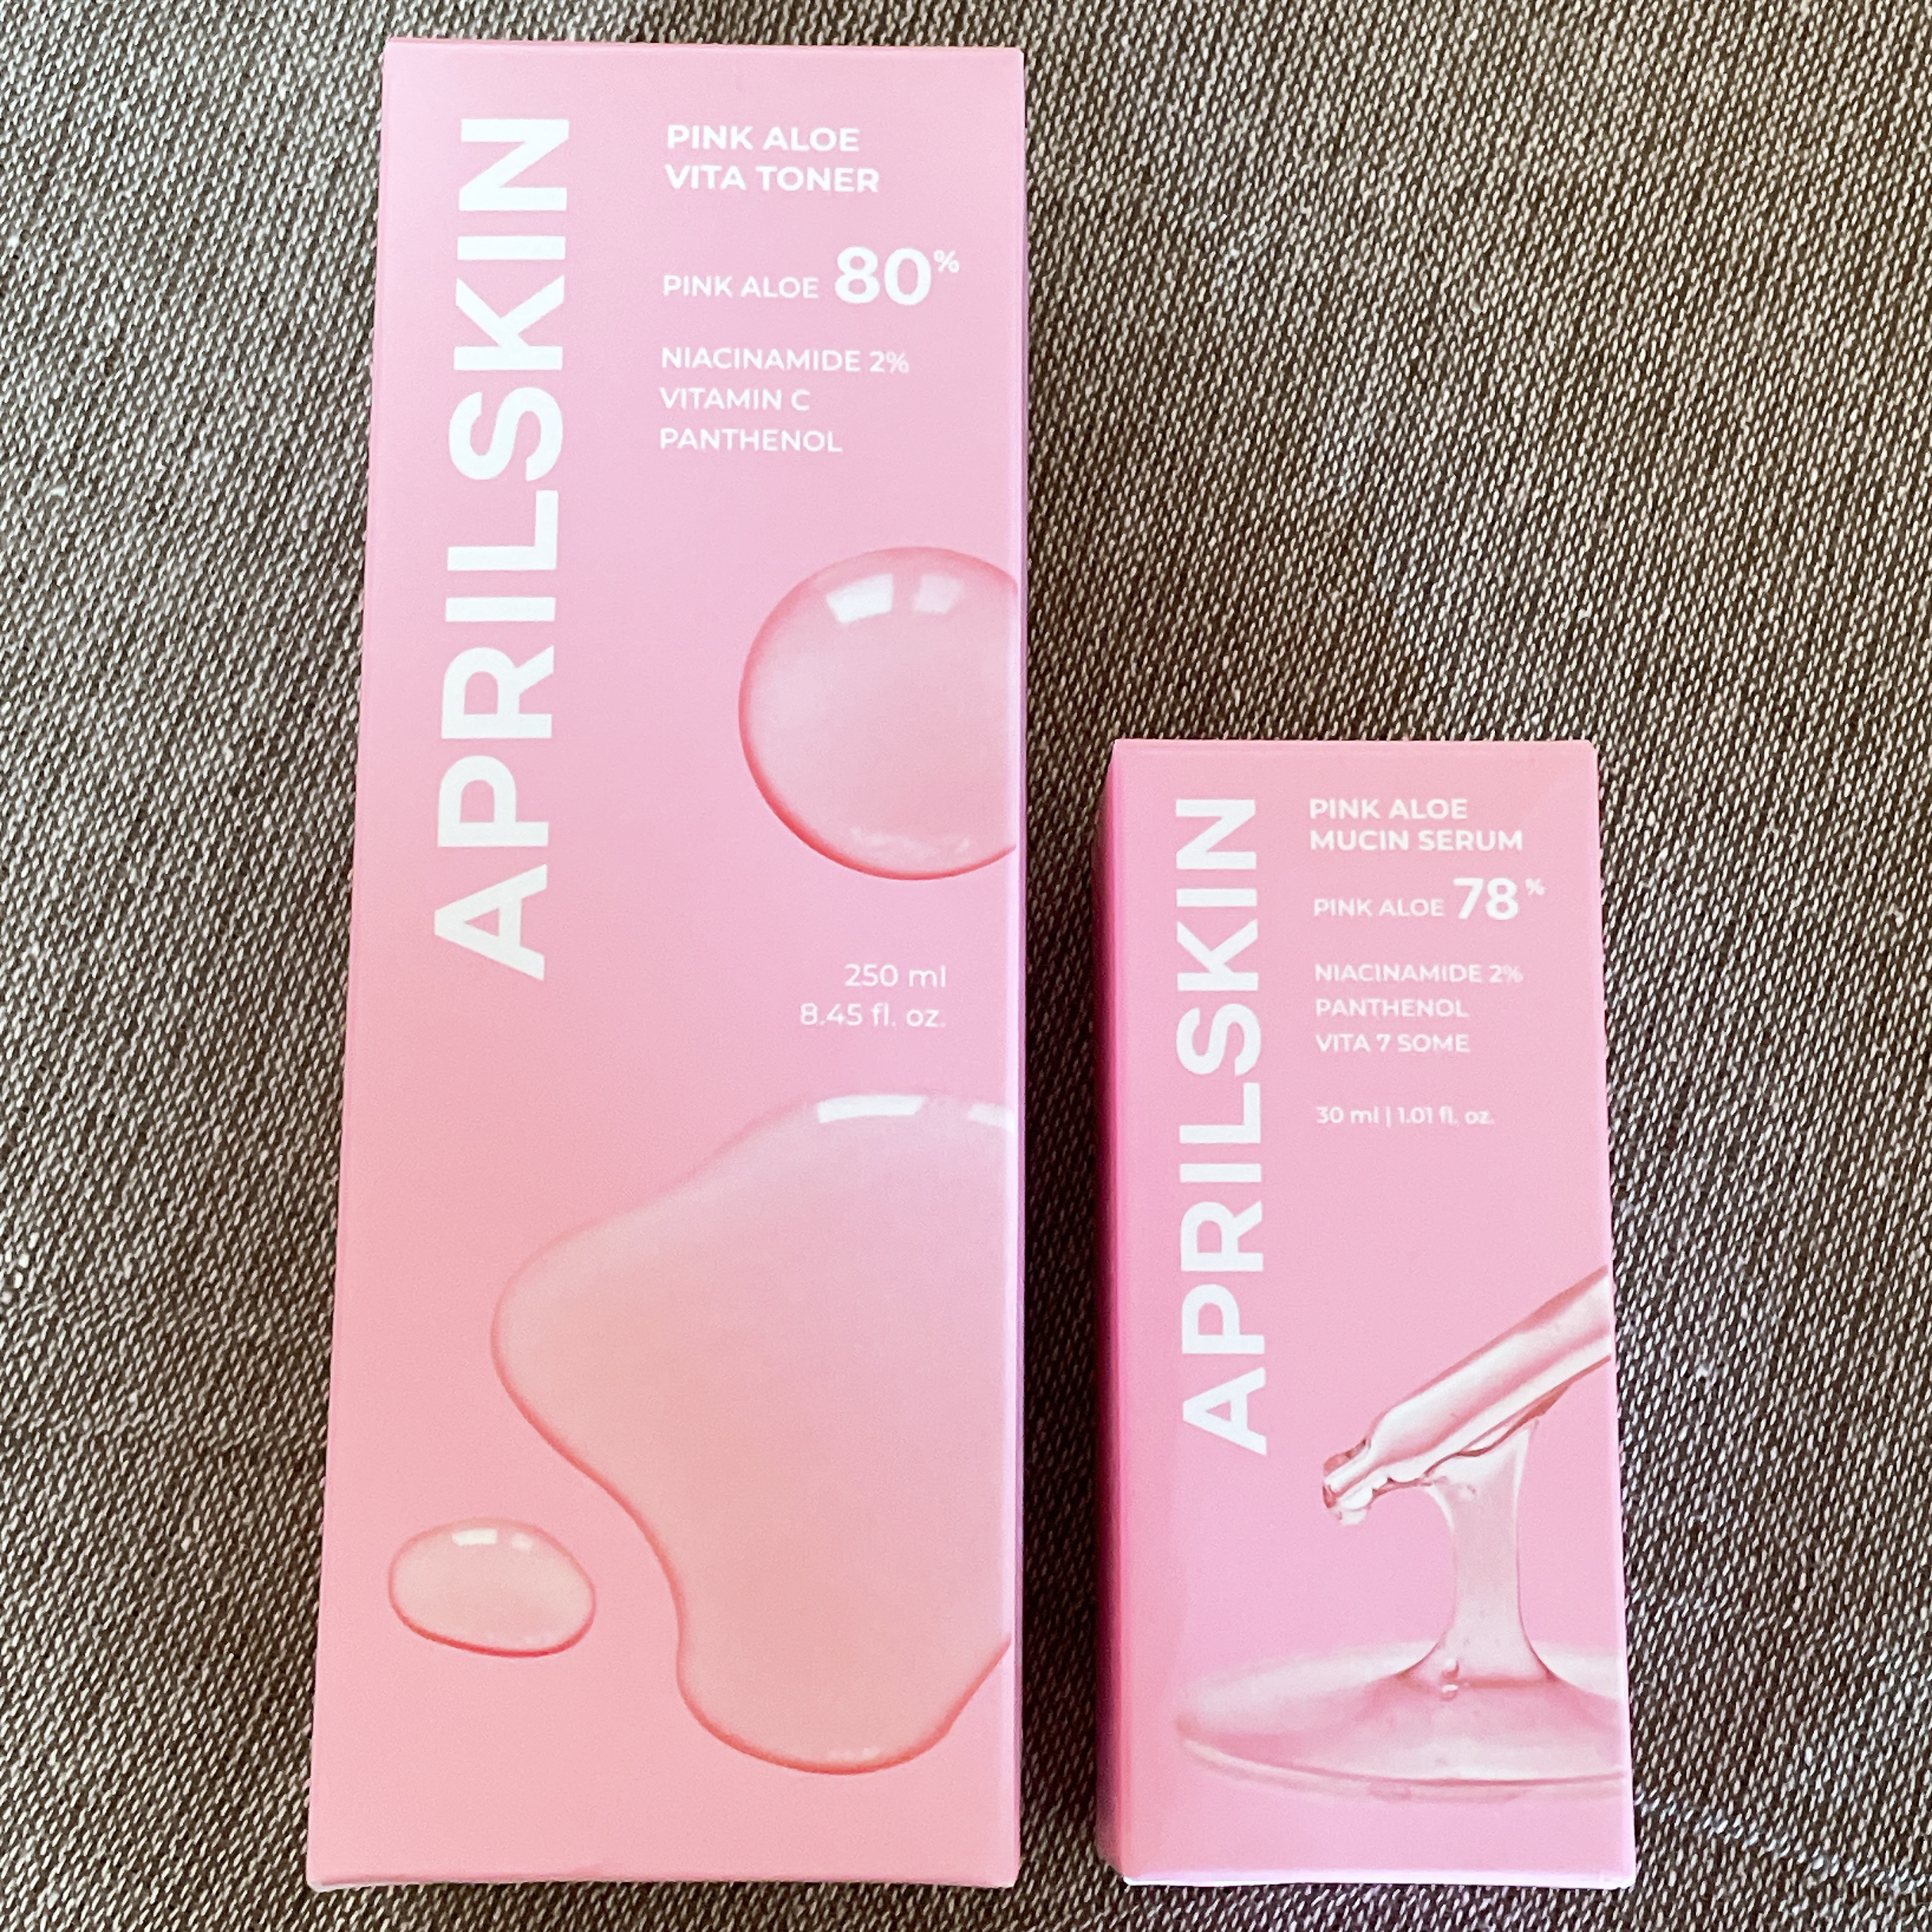 APRILSKIN
PINK ALOE
VITA TONER
PINK ALOE 80%
NIACINAMIDE 2%
VITAMIN C
PANTHENOL
250 ml
8.45 fl. oz.
APRILSKIN
PINK ALOE
MUCIN SERUM
PINK ALOE 78%
NIACINAMIDE 2%
PANTHENOL
VITA 7 SOME
30 ml | 1.01 fl. oz.